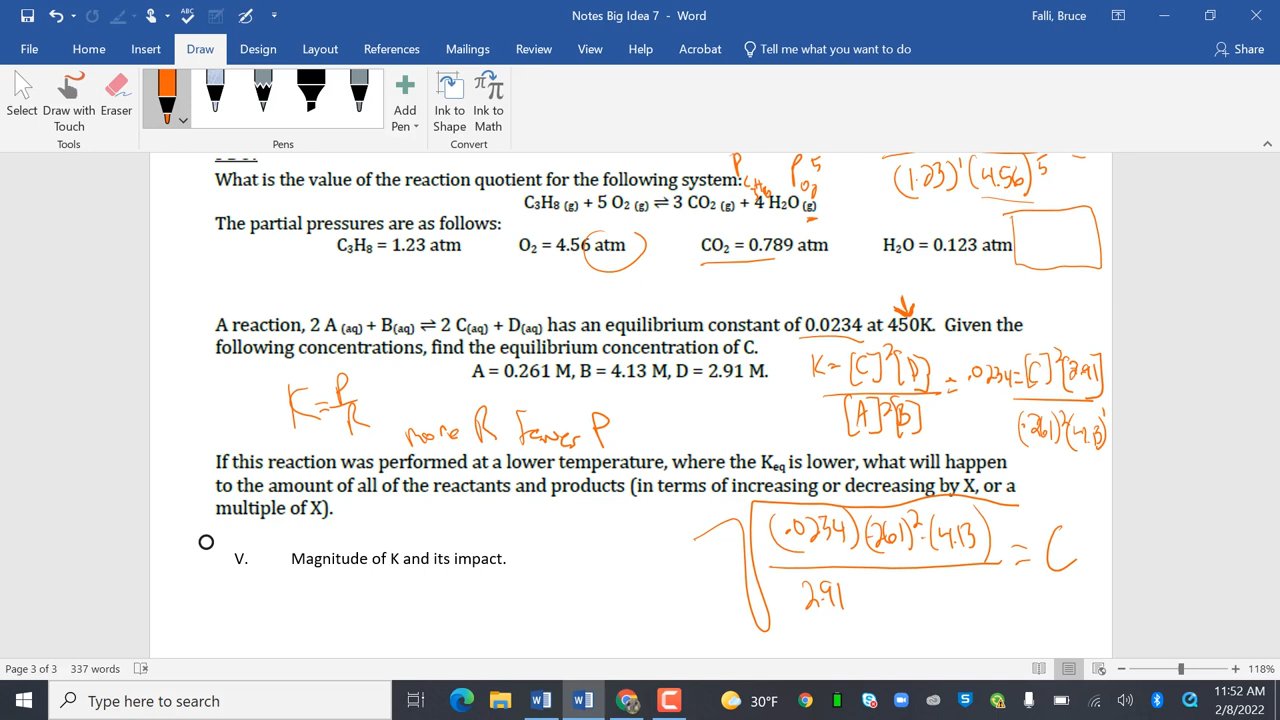 Notes Big Idea 7 - Word
Falli, Bruce
File Home Insert Draw Design Layout References Mailings Review View Help Acrobat Tell me what you want to do Share
Select Draw with Touch Eraser Add Pen Ink to Shape Ink to Math
Tools Pens Convert
P P 5
C3H8 O2
(1.23)¹ (4.56)⁵
What is the value of the reaction quotient for the following system:
C₃H₈ (g) + 5 O₂ (g) ⇌ 3 CO₂ (g) + 4 H₂O (g)
The partial pressures are as follows:
C₃H₈ = 1.23 atm O₂ = 4.56 atm CO₂ = 0.789 atm H₂O = 0.123 atm
A reaction, 2 A (aq) + B(aq) ⇌ 2 C(aq) + D(aq) has an equilibrium constant of 0.0234 at 450K. Given the
following concentrations, find the equilibrium concentration of C.
A = 0.261 M, B = 4.13 M, D = 2.91 M.
K = [C]²[D] = .0234 = [C]²[2.91]
[A]²[B] (.261)²(4.13)¹
K = P
R
more R fewer P
If this reaction was performed at a lower temperature, where the Keq is lower, what will happen
to the amount of all of the reactants and products (in terms of increasing or decreasing by X, or a
multiple of X).
√(.0234)(.261)²·(4.13) = C
2.91
V. Magnitude of K and its impact.
Page 3 of 3 337 words 118%
Type here to search 30°F 11:52 AM
2/8/2022